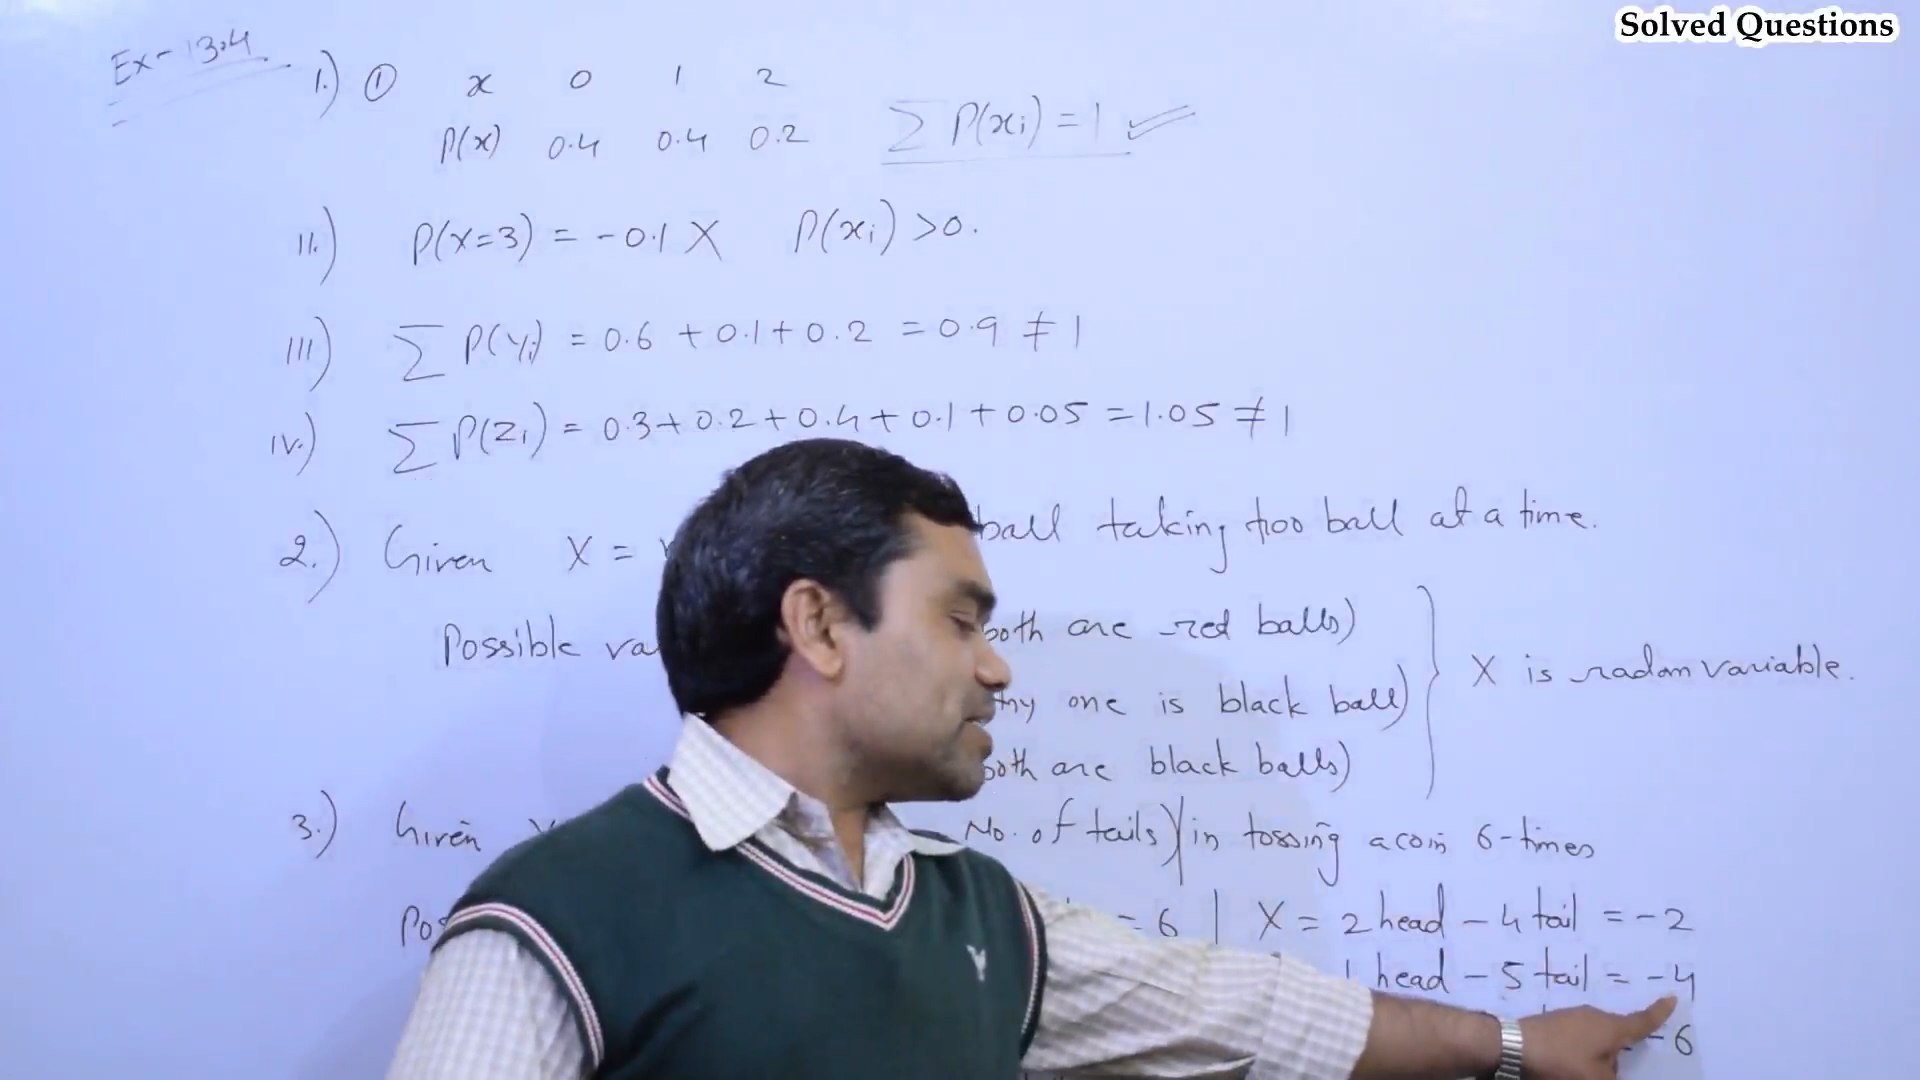 Solved Questions
Ex-13.4
1.) ① x 0 1 2
P(x) 0.4 0.4 0.2 ∑ P(xi) = 1 ✓
II.) P(X=3) = -0.1 X P(xi) >0.
III) ∑ P(Yi) = 0.6 + 0.1 + 0.2 = 0.9 ≠ 1
IV.) ∑ P(Zi) = 0.3 + 0.2 + 0.4 + 0.1 + 0.05 = 1.05 ≠ 1
2.) Given X = ball taking too ball at a time.
Possible both are red balls)
one is black ball) } X is radom variable.
both are black balls)
3.) Given No. of tails) in tossing a coin 6-times
= 6 | X = 2 head - 4 tail = -2
head - 5 tail = -4
-6